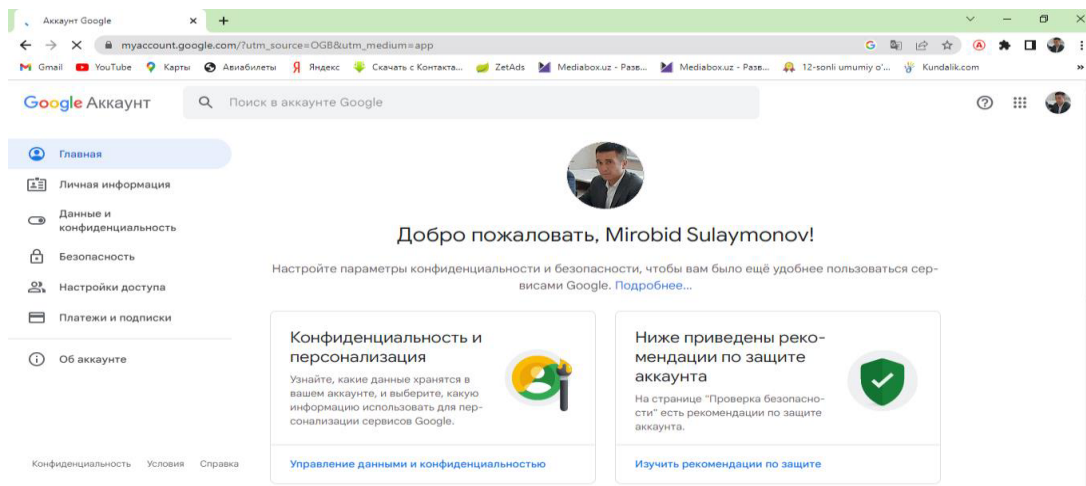 Аккаунт Google
myaccount.google.com/?utm_source=OGB&utm_medium=app
Gmail YouTube Карты Авиабилеты Яндекс Скачать с Контакта... ZetAds Mediabox.uz - Разв... Mediabox.uz - Разв... 12-sonli umumiy o'... Kundalik.com »
Google Аккаунт
Поиск в аккаунте Google
Главная
Личная информация
Данные и
конфиденциальность
Безопасность
Настройки доступа
Платежи и подписки
Об аккаунте
Добро пожаловать, Mirobid Sulaymonov!
Настройте параметры конфиденциальности и безопасности, чтобы вам было ещё удобнее пользоваться сер-
висами Google. Подробнее...
Конфиденциальность и
персонализация
Узнайте, какие данные хранятся в
вашем аккаунте, и выберите, какую
информацию использовать для пер-
сонализации сервисов Google.
Управление данными и конфиденциальностью
Ниже приведены реко-
мендации по защите
аккаунта
На странице "Проверка безопасно-
сти" есть рекомендации по защите
аккаунта.
Изучить рекомендации по защите
Конфиденциальность Условия Справка